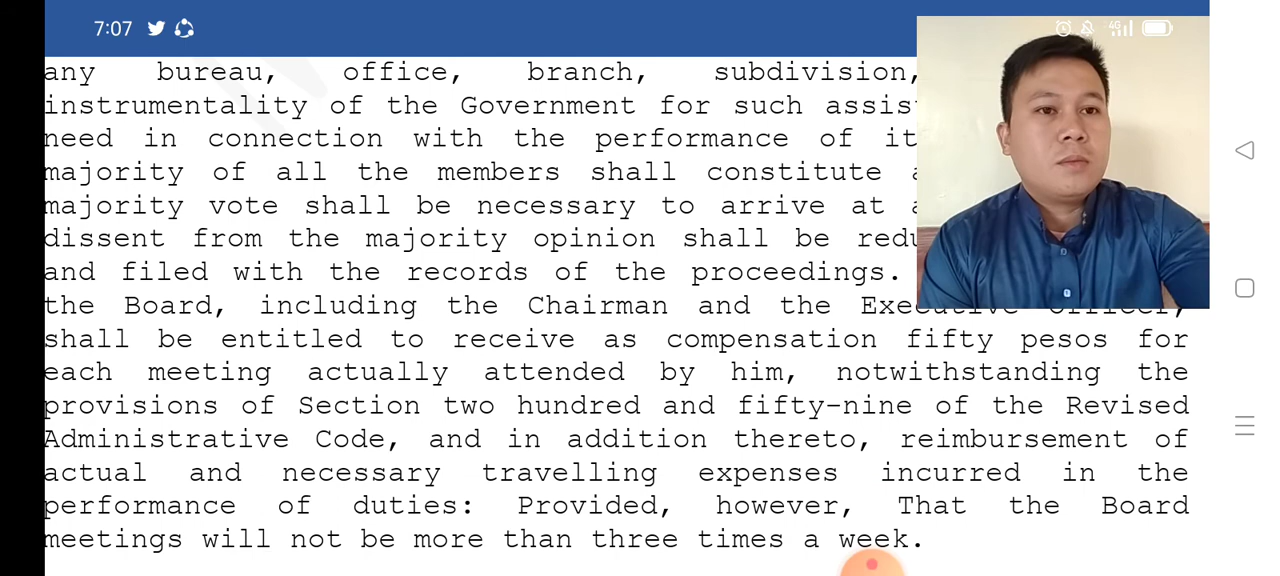 7:07
4G
any bureau, office, branch, subdivision,
instrumentality of the Government for such
need in connection with the performance of
majority of all the members shall constitute
majority vote shall be necessary to arrive at
dissent from the majority opinion shall be
and filed with the records of the proceedings.
the Board, including the Chairman and the Executive Officer,
shall be entitled to receive as compensation fifty pesos for
each meeting actually attended by him, notwithstanding the
provisions of Section two hundred and fifty-nine of the Revised
Administrative Code, and in addition thereto, reimbursement of
actual and necessary travelling expenses incurred in the
performance of duties: Provided, however, That the Board
meetings will not be more than three times a week.